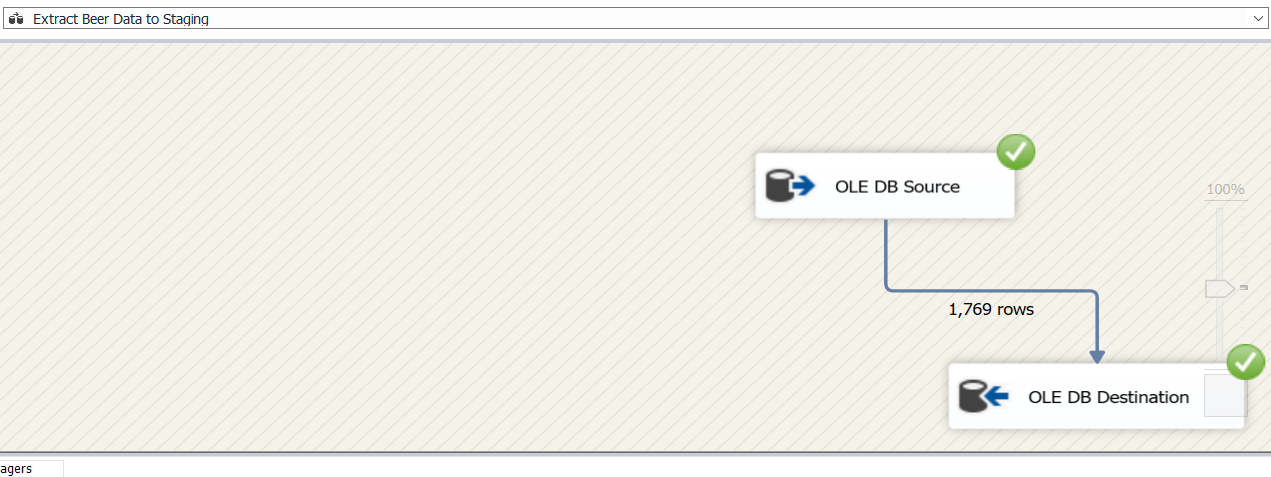 Extract Beer Data to Staging
OLE DB Source
100%
1,769 rows
OLE DB Destination
agers